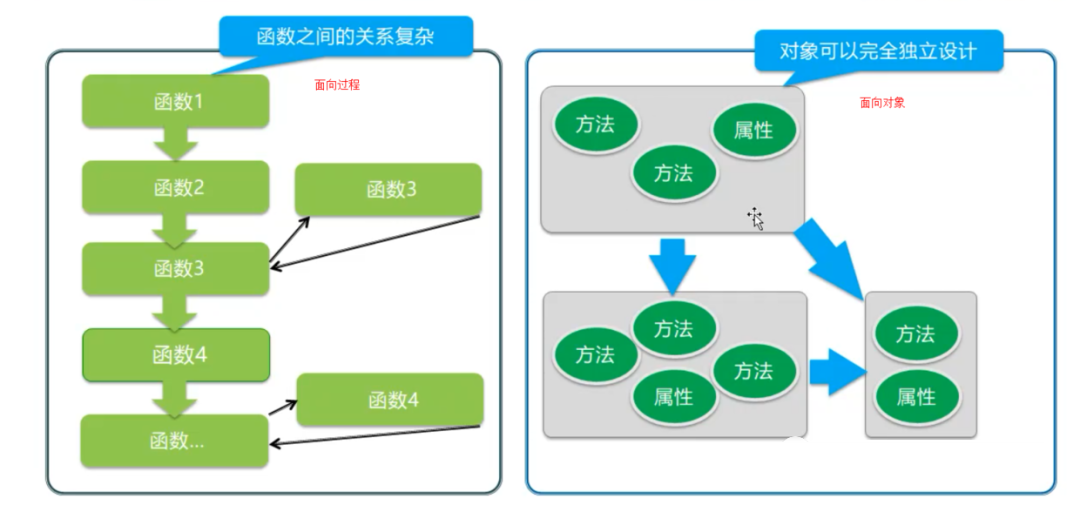 函数之间的关系复杂
面向过程
函数1
函数2
函数3
函数3
函数4
函数4
函数...
对象可以完全独立设计
面向对象
方法
属性
方法
方法
方法
方法
属性
方法
属性